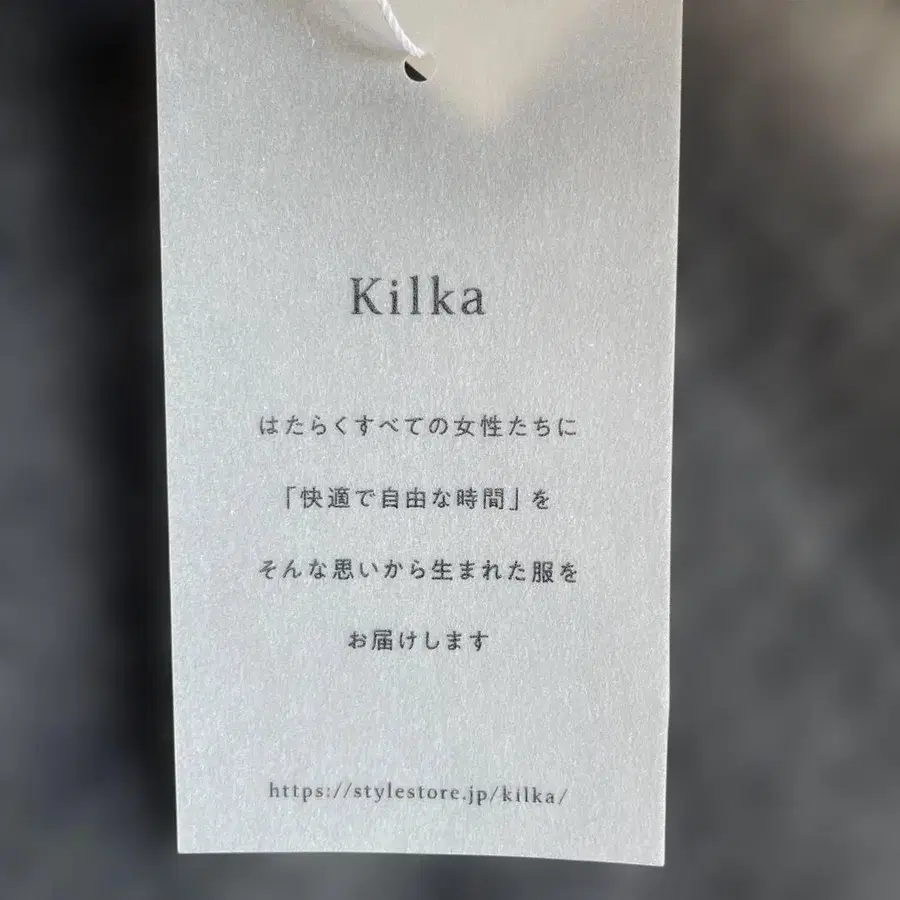 Kilka
はたらくすべての女性たちに
「快適で自由な時間」を
そんな思いから生まれた服を
お届けします
https://stylestore.jp/kilka/